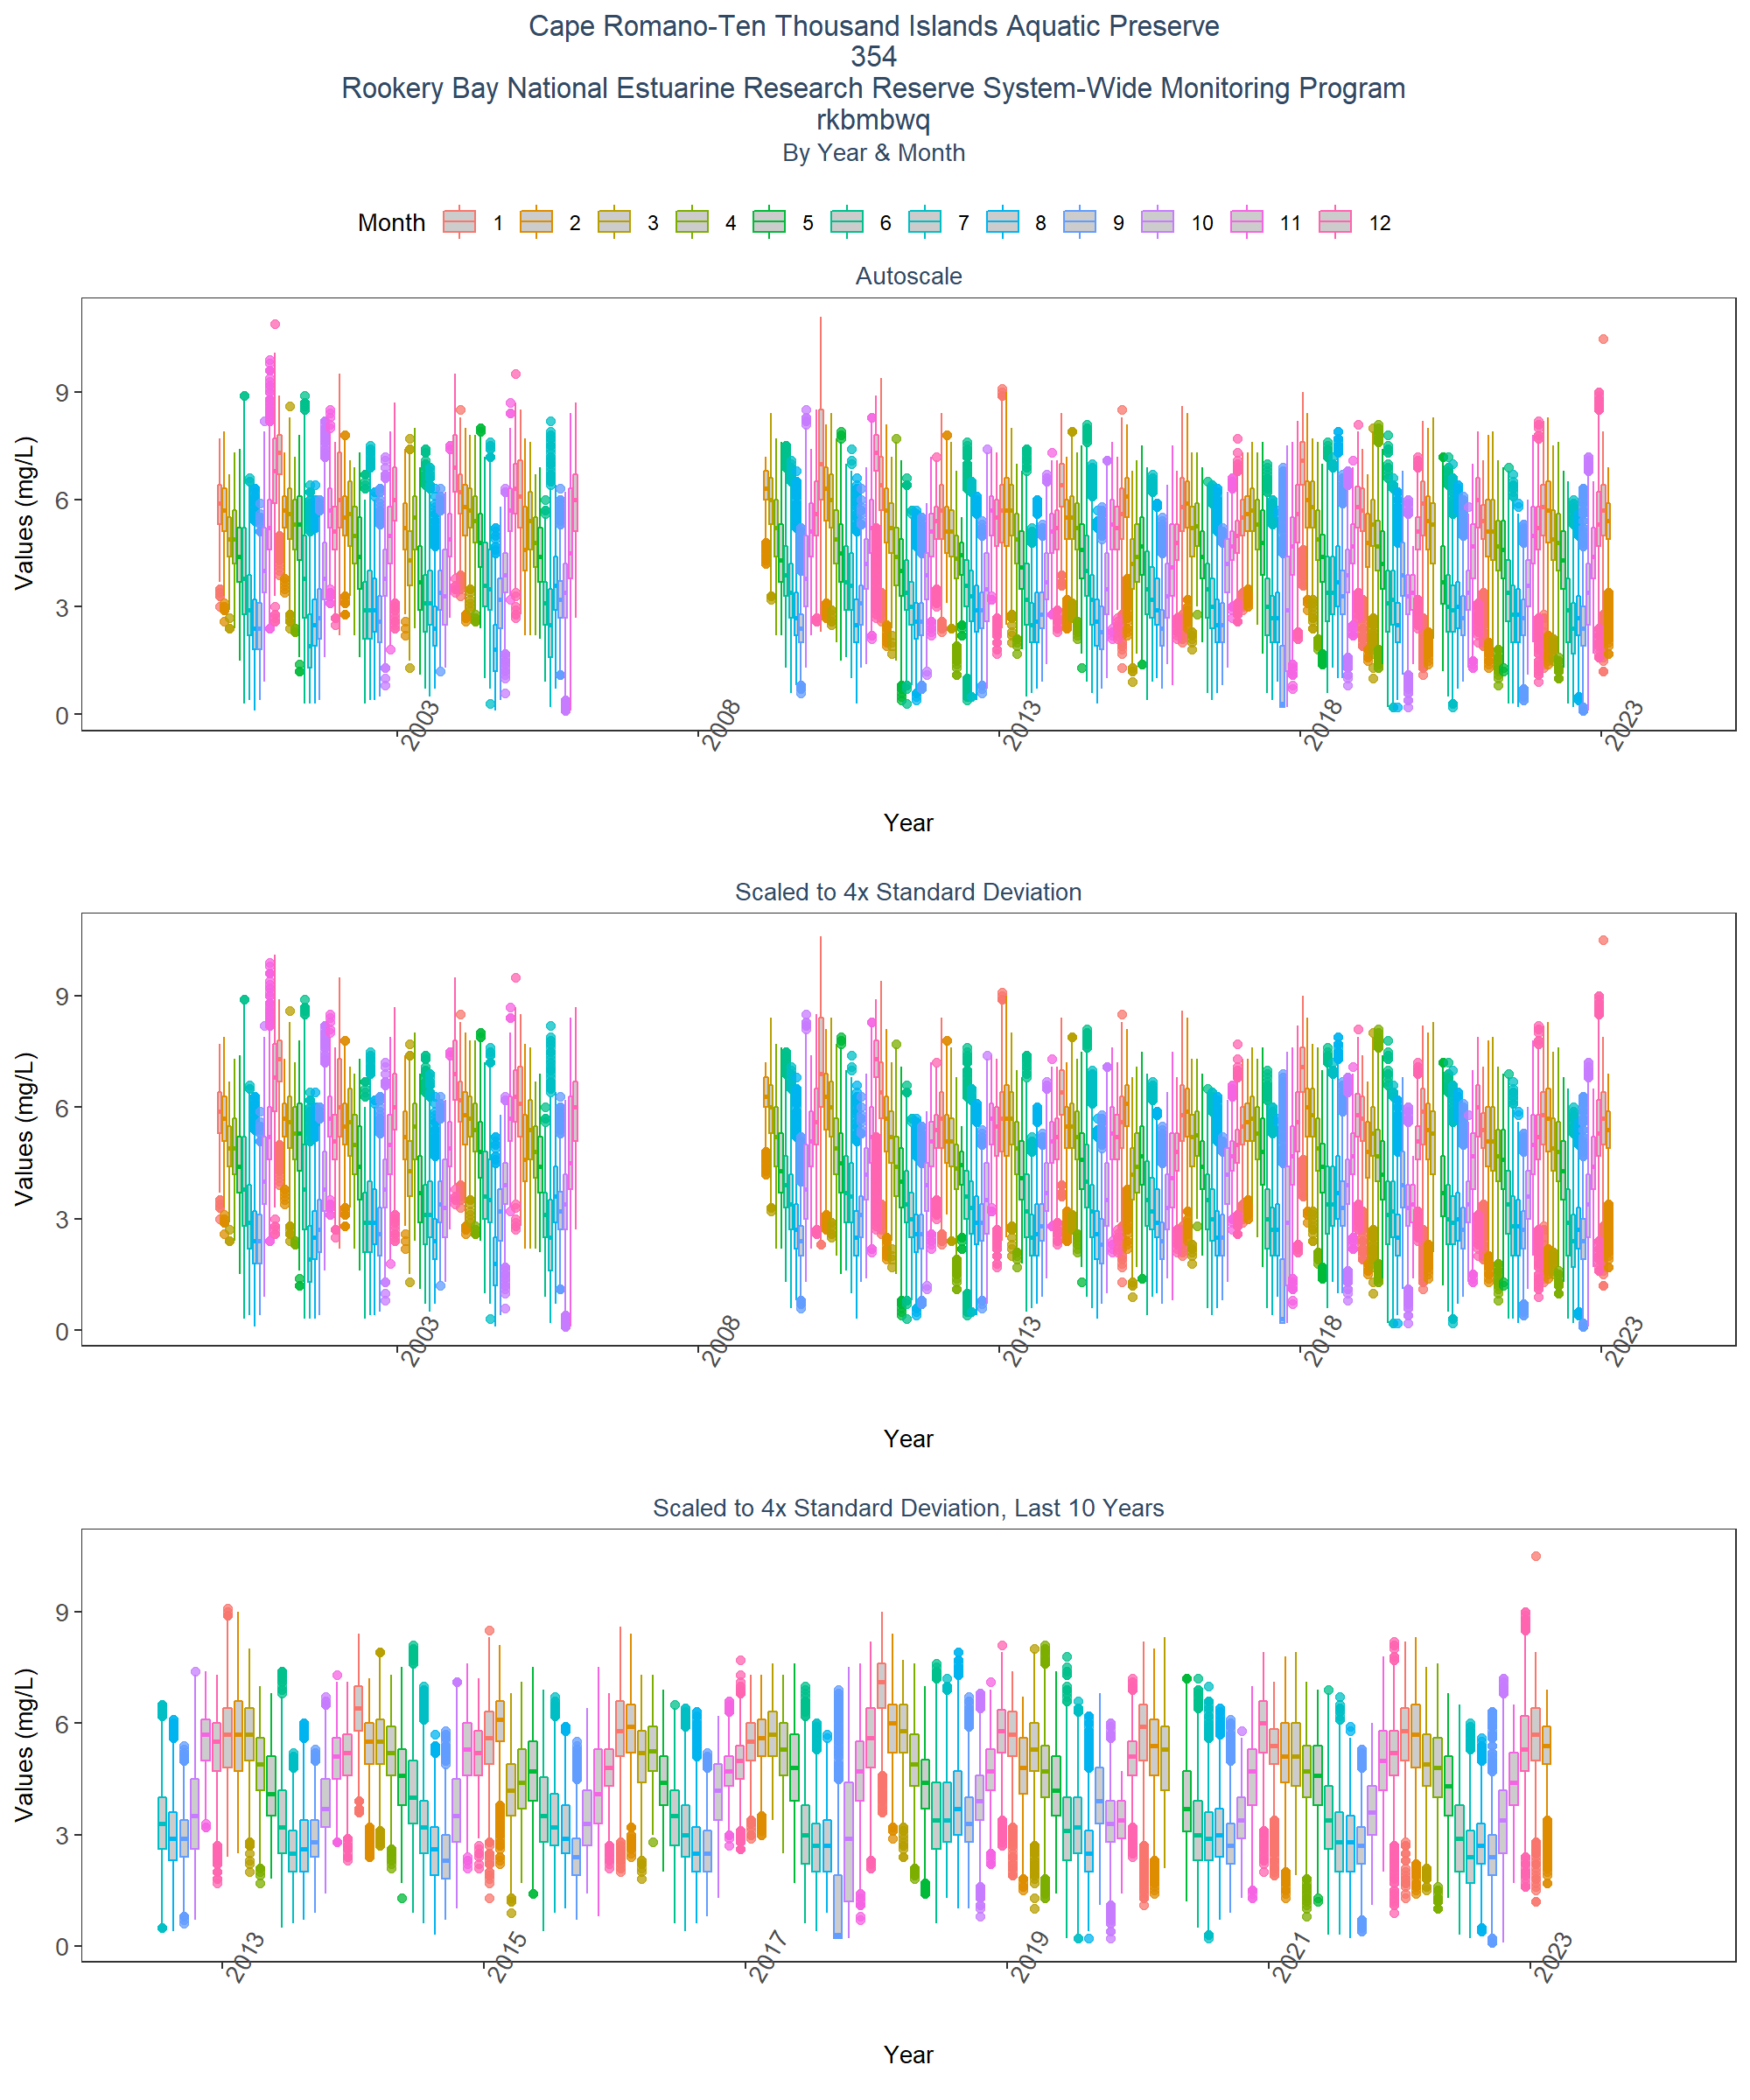 Cape Romano-Ten Thousand Islands Aquatic Preserve
354
Rookery Bay National Estuarine Research Reserve System-Wide Monitoring Program
rkbmbwq
By Year & Month
Month 1 2 3 4 5 6 7 8 9 10 11 12
Autoscale
Values (mg/L)
9
6
3
0
2003 2008 2013 2018 2023
Year
Scaled to 4x Standard Deviation
Values (mg/L)
9
6
3
0
2003 2008 2013 2018 2023
Year
Scaled to 4x Standard Deviation, Last 10 Years
Values (mg/L)
9
6
3
0
2013 2015 2017 2019 2021 2023
Year